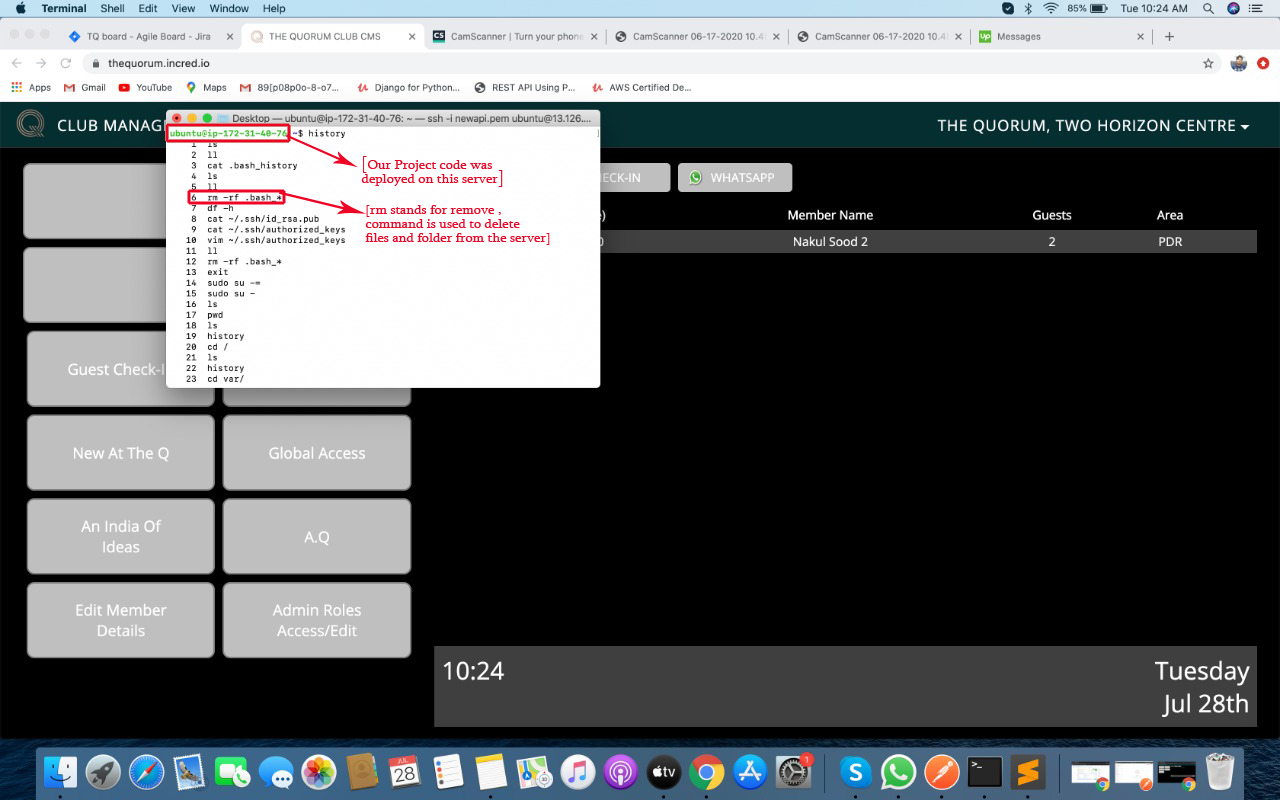 Terminal Shell Edit View Window Help 85% Tue 10:24 AM
TQ board - Agile Board - Jira THE QUORUM CLUB CMS CamScanner | Turn your phone CamScanner 06-17-2020 10.4 CamScanner 06-17-2020 10.4 Up Messages
thequorum.incred.io
Apps Gmail YouTube Maps 89[p08p0o-8-o7... Django for Python... REST API Using P... AWS Certified De...
CLUB MANAG
THE QUORUM, TWO HORIZON CENTRE
Desktop — ubuntu@ip-172-31-40-76: ~ — ssh -i newapi.pem ubuntu@13.126....
ubuntu@ip-172-31-40-76:~$ history
1 ls
2 ll
3 cat .bash_history
4 ls
5 ll
6 rm -rf .bash_*
7 df -h
8 cat ~/.ssh/id_rsa.pub
9 cat ~/.ssh/authorized_keys
10 vim ~/.ssh/authorized_keys
11 ll
12 rm -rf .bash_*
13 exit
14 sudo su -=
15 sudo su -
16 ls
17 pwd
18 ls
19 history
20 cd /
21 ls
22 history
23 cd var/
[Our Project code was
deployed on this server]
[rm stands for remove ,
command is used to delete
files and folder from the server]
ECK-IN WHATSAPP
) Member Name Guests Area
0 Nakul Sood 2 2 PDR
Guest Check-I
New At The Q
Global Access
An India Of
Ideas
A.Q
Edit Member
Details
Admin Roles
Access/Edit
10:24
Tuesday
Jul 28th
JUL
28
tv
1